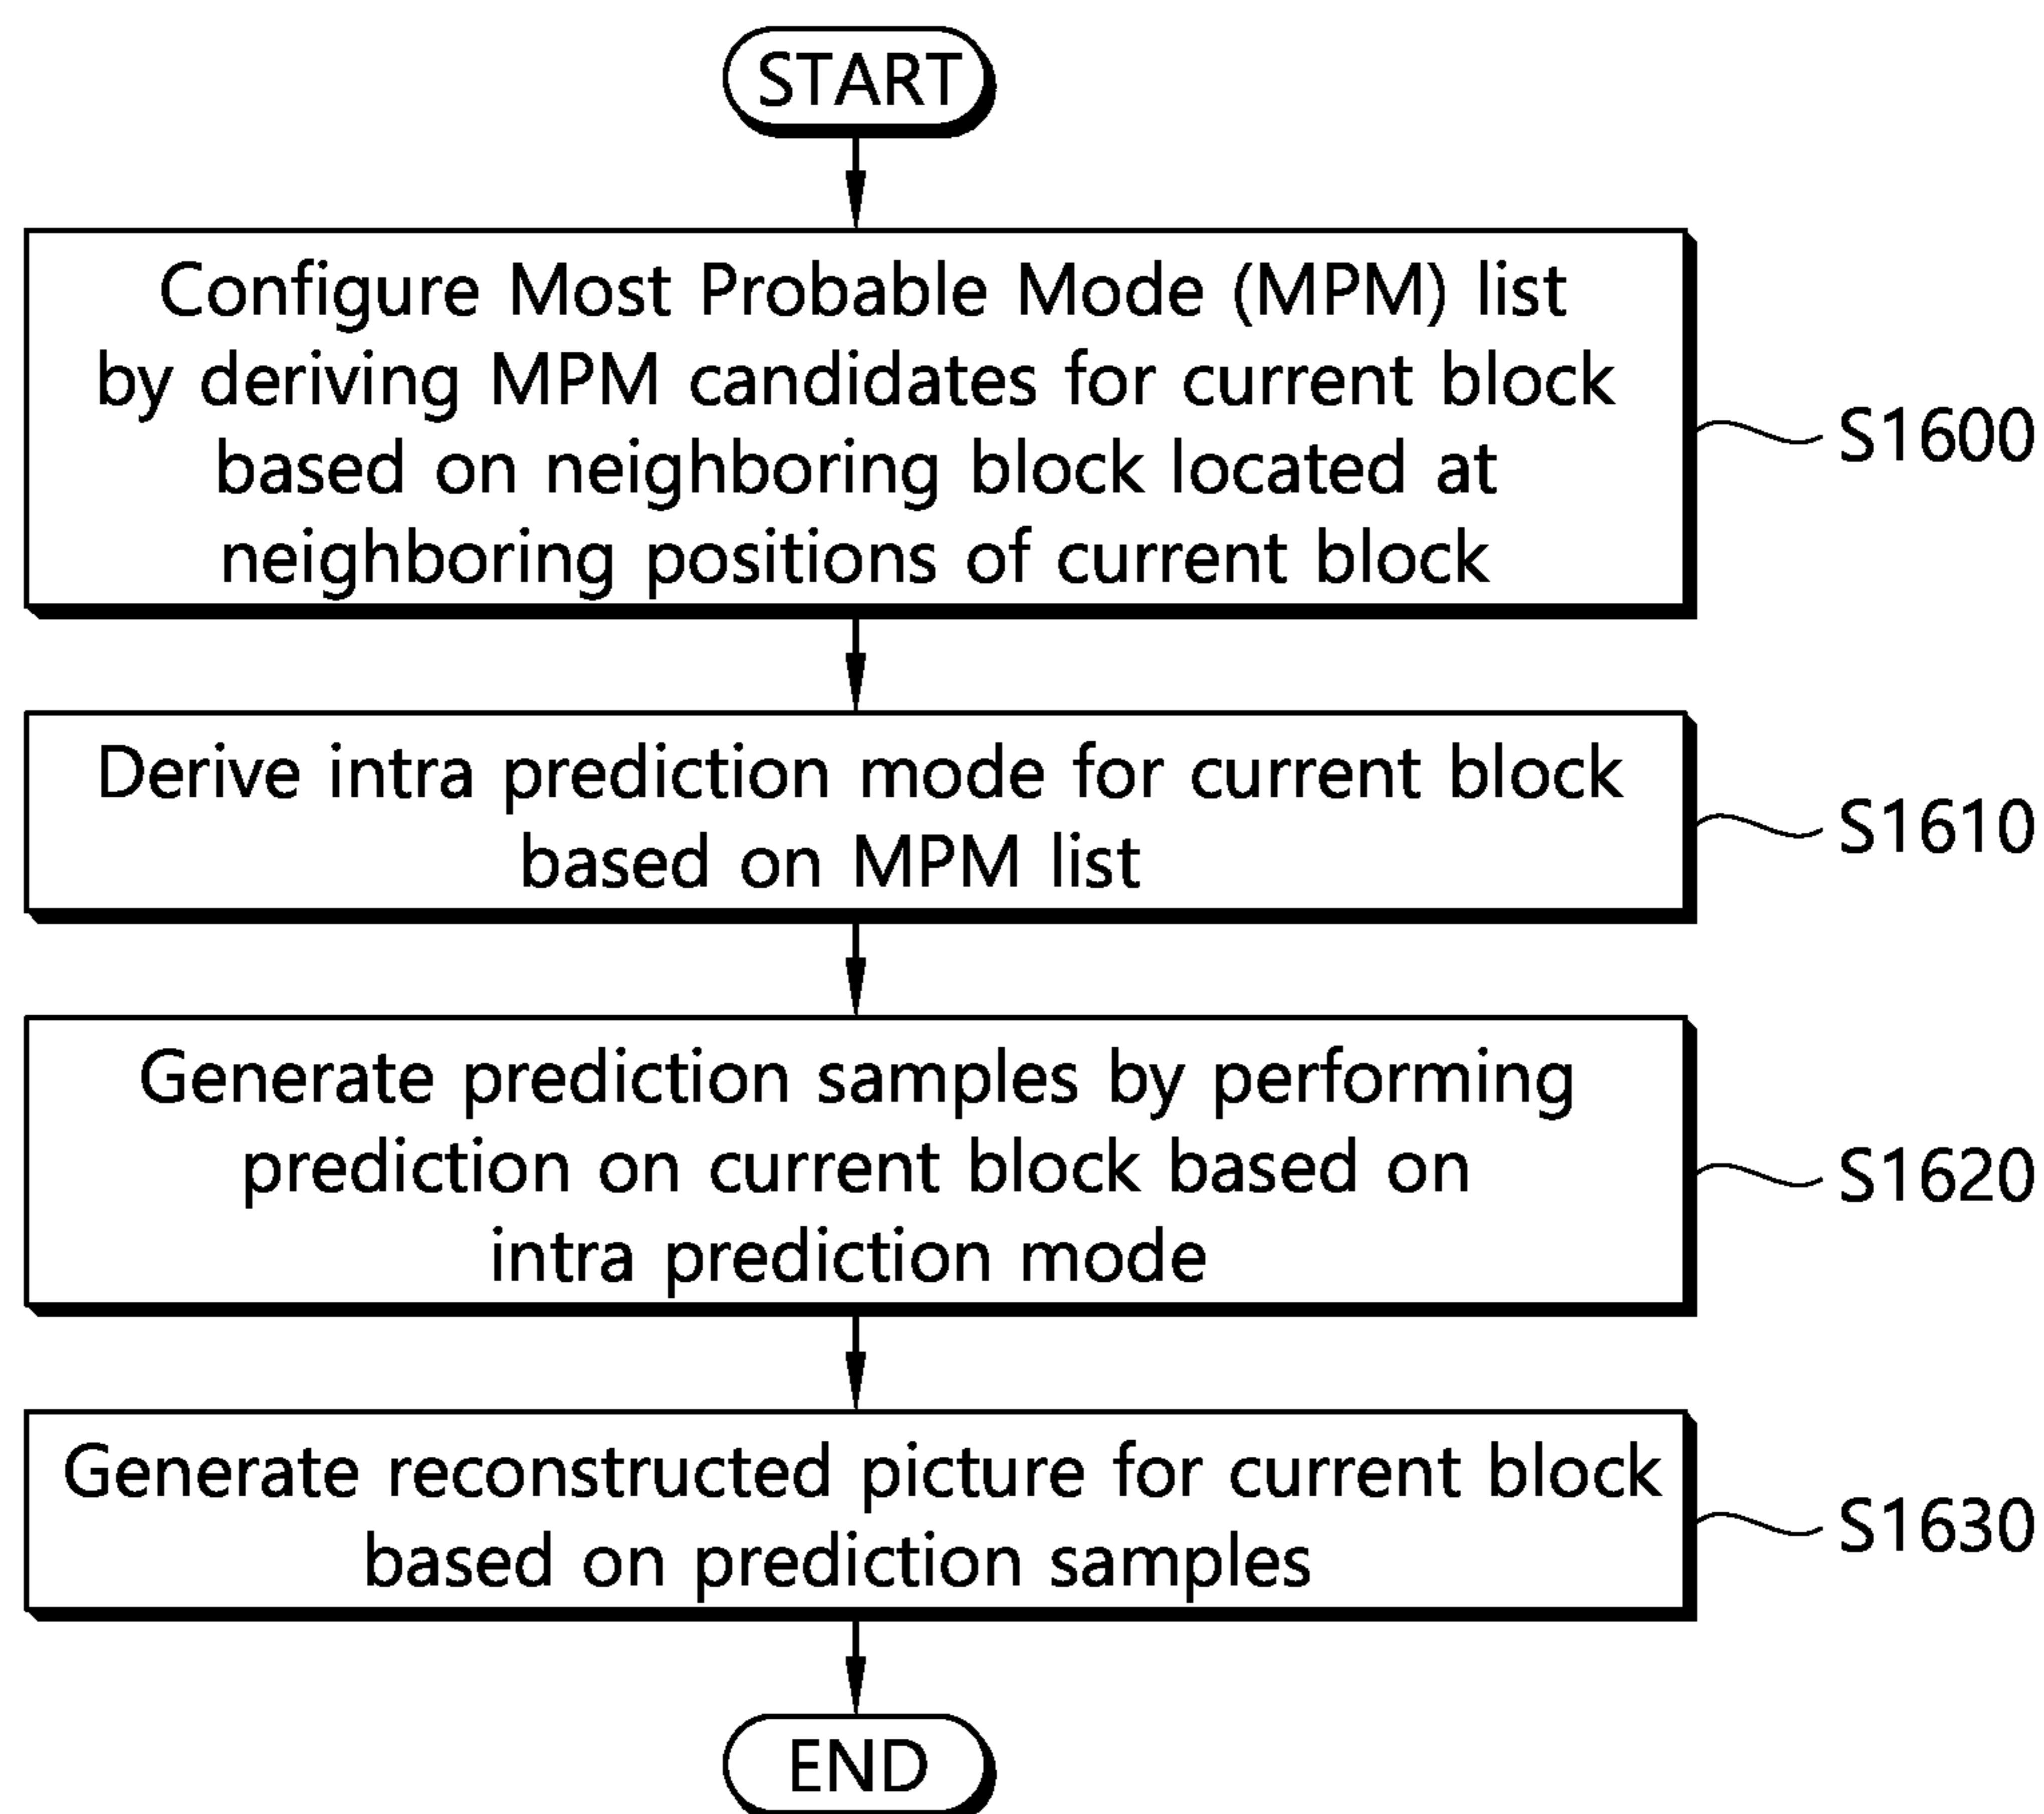 START
Configure Most Probable Mode (MPM) list
by deriving MPM candidates for current block
based on neighboring block located at
neighboring positions of current block
S1600
Derive intra prediction mode for current block
based on MPM list
S1610
Generate prediction samples by performing
prediction on current block based on
intra prediction mode
S1620
Generate reconstructed picture for current block
based on prediction samples
S1630
END